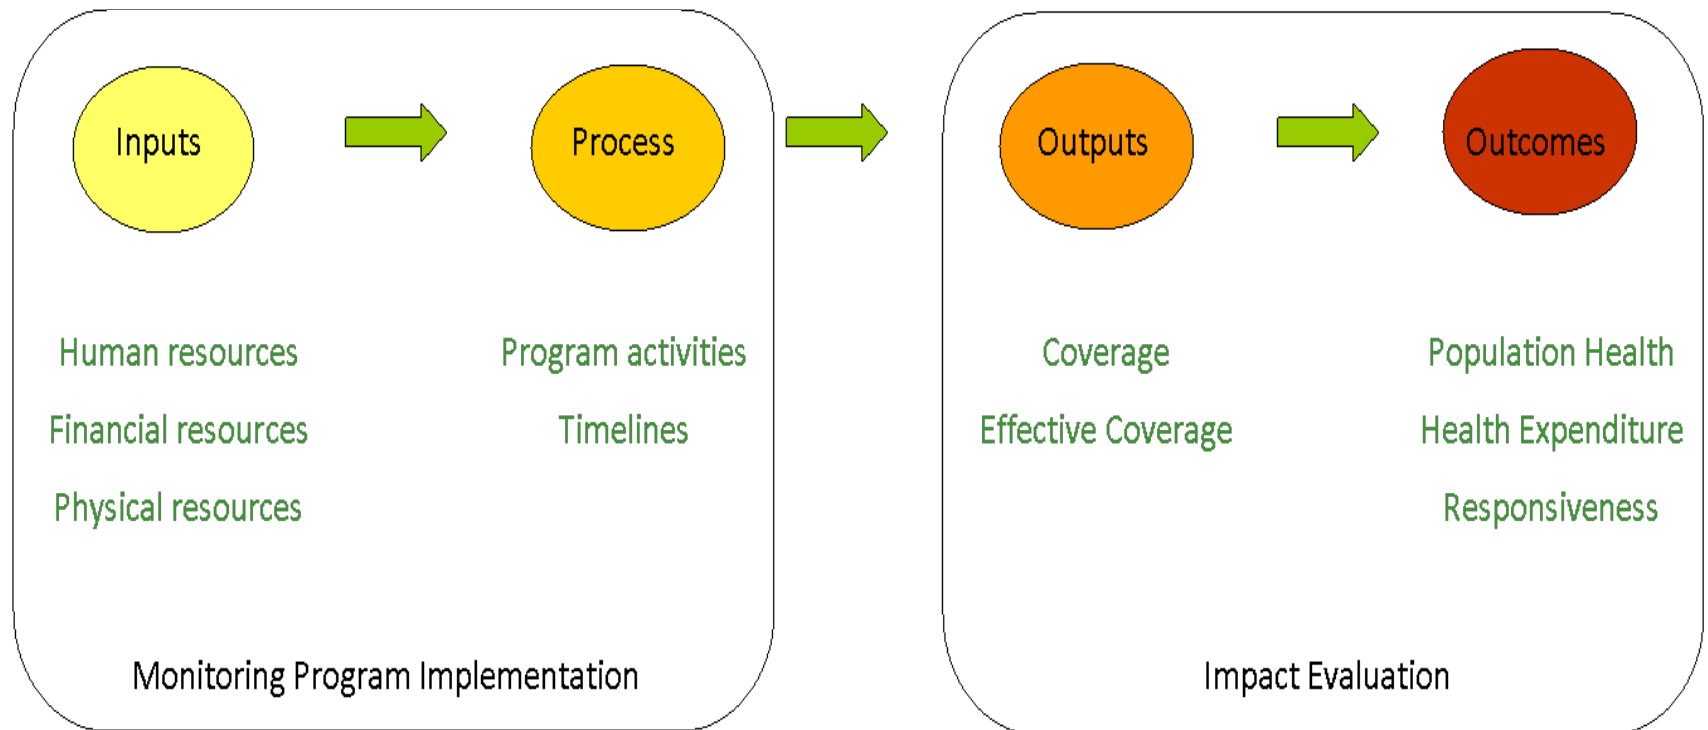 Inputs
Process
Outputs
Outcomes
Human resources
Program activities
Coverage
Population Health
Financial resources
Timelines
Effective Coverage
Health Expenditure
Physical resources
Responsiveness
Monitoring Program Implementation
Impact Evaluation